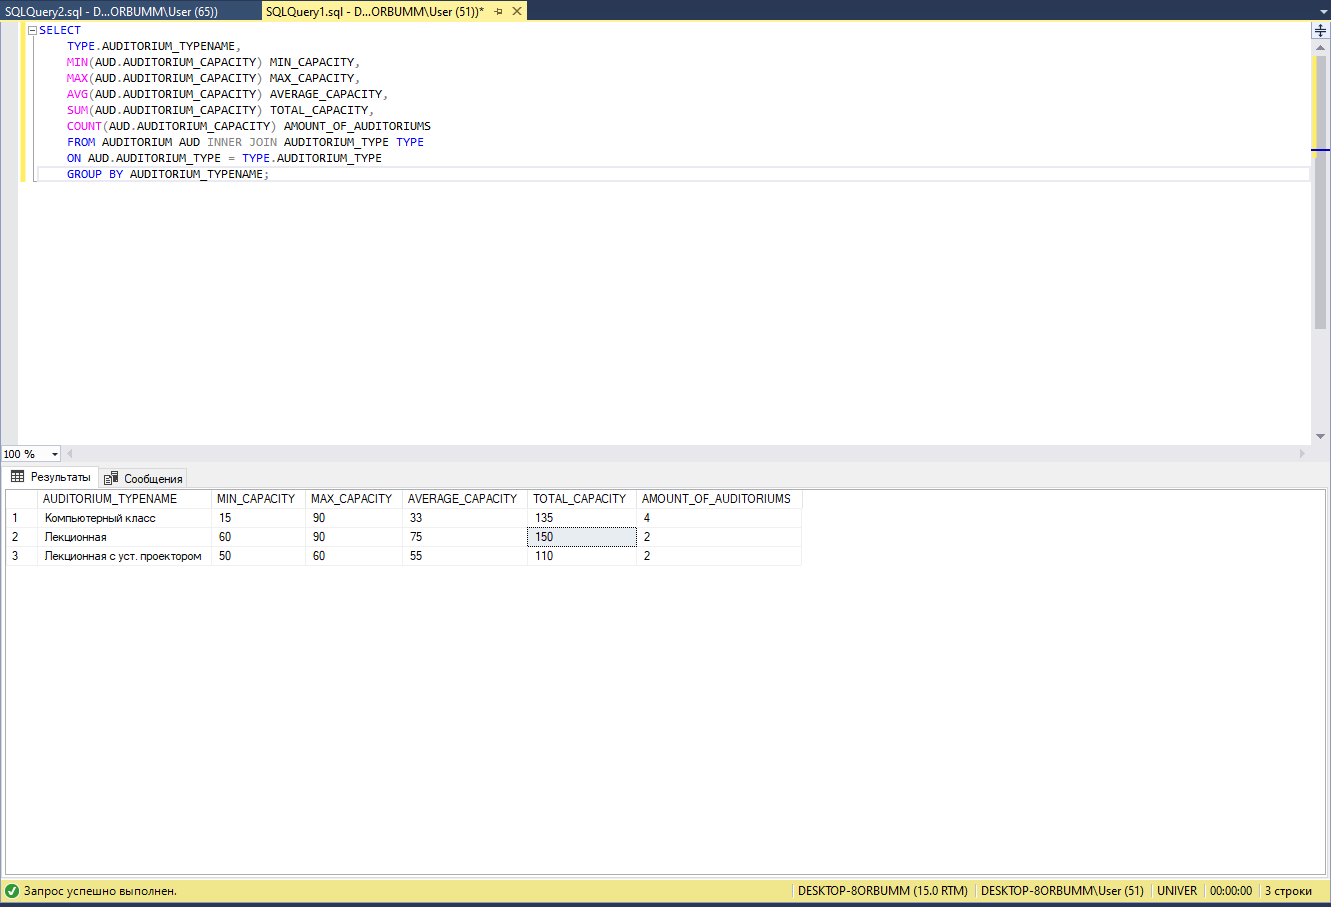 SQLQuery2.sql - D...ORBUMM\User (65))
SQLQuery1.sql - D...ORBUMM\User (51))*
SELECT
TYPE.AUDITORIUM_TYPENAME,
MIN(AUD.AUDITORIUM_CAPACITY) MIN_CAPACITY,
MAX(AUD.AUDITORIUM_CAPACITY) MAX_CAPACITY,
AVG(AUD.AUDITORIUM_CAPACITY) AVERAGE_CAPACITY,
SUM(AUD.AUDITORIUM_CAPACITY) TOTAL_CAPACITY,
COUNT(AUD.AUDITORIUM_CAPACITY) AMOUNT_OF_AUDITORIUMS
FROM AUDITORIUM AUD INNER JOIN AUDITORIUM_TYPE TYPE
ON AUD.AUDITORIUM_TYPE = TYPE.AUDITORIUM_TYPE
GROUP BY AUDITORIUM_TYPENAME;
100 %
Результаты Сообщения
AUDITORIUM_TYPENAME MIN_CAPACITY MAX_CAPACITY AVERAGE_CAPACITY TOTAL_CAPACITY AMOUNT_OF_AUDITORIUMS
1 Компьютерный класс 15 90 33 135 4
2 Лекционная 60 90 75 150 2
3 Лекционная с уст. проектором 50 60 55 110 2
Запрос успешно выполнен. DESKTOP-8ORBUMM (15.0 RTM) DESKTOP-8ORBUMM\User (51) UNIVER 00:00:00 3 строки